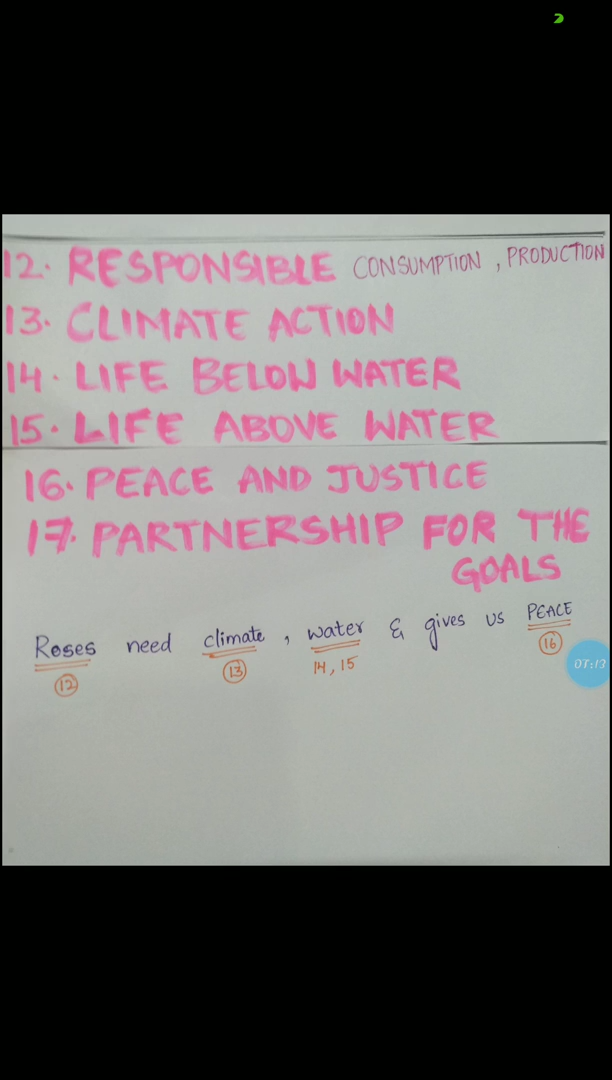 12. RESPONSIBLE CONSUMPTION, PRODUCTION
13. CLIMATE ACTION
14. LIFE BELOW WATER
15. LIFE ABOVE WATER
16. PEACE AND JUSTICE
17. PARTNERSHIP FOR THE
GOALS
Roses need climate, water & gives us PEACE
12 13 14, 15 16
07:13